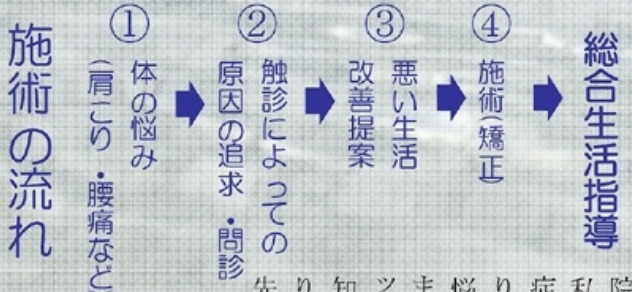 施術の流れ
①
体の悩み
(肩こり・腰痛など
②
触診によっての
原因の追求・問診
③
悪い生活
改善提案
④
施術(矯正)
総合生活指導